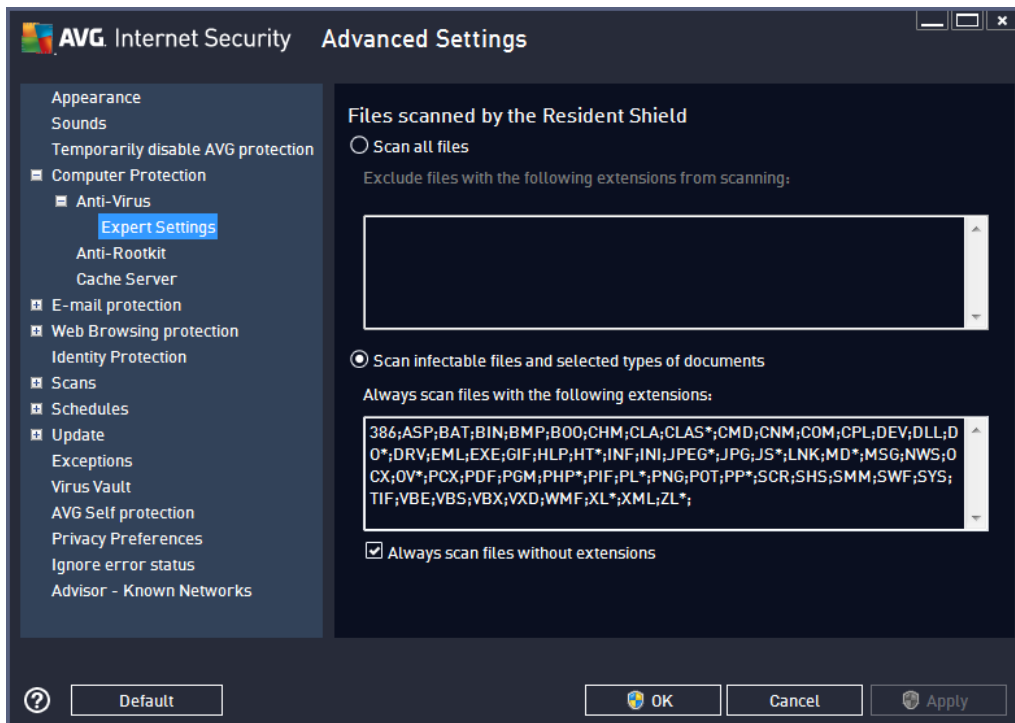 AVG. Internet Security Advanced Settings
Appearance
Sounds
Temporarily disable AVG protection
Computer Protection
Anti-Virus
Expert Settings
Anti-Rootkit
Cache Server
E-mail protection
Web Browsing protection
Identity Protection
Scans
Schedules
Update
Exceptions
Virus Vault
AVG Self protection
Privacy Preferences
Ignore error status
Advisor - Known Networks
Files scanned by the Resident Shield
Scan all files
Exclude files with the following extensions from scanning:
Scan infectable files and selected types of documents
Always scan files with the following extensions:
386;ASP;BAT;BIN;BMP;BOO;CHM;CLA;CLAS*;CMD;CNM;COM;CPL;DEV;DLL;D
O*;DRV;EML;EXE;GIF;HLP;HT*;INF;INI;JPEG*;JPG;JS*;LNK;MD*;MSG;NWS;O
CX;OV*;PCX;PDF;PGM;PHP*;PIF;PL*;PNG;POT;PP*;SCR;SHS;SMM;SWF;SYS;
TIF;VBE;VBS;VBX;VXD;WMF;XL*;XML;ZL*;
Always scan files without extensions
Default
OK
Cancel
Apply